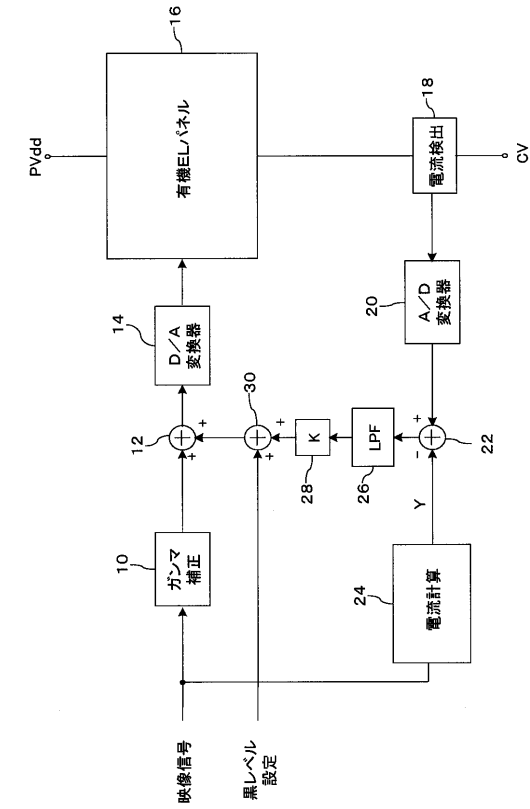 映像信号
黒レベル
設定
10
ガンマ
補正
12
+
+
14
D/A
変換器
16
有機ELパネル
PVdd
30
+
+
28
K
26
LPF
24
電流計算
Y
−
+
22
20
A/D
変換器
18
電流検出
CV